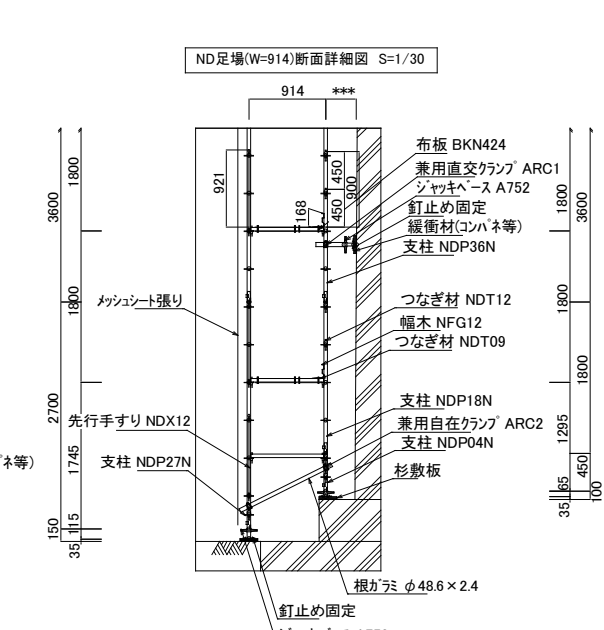 ND足場(W=914)断面詳細図 S=1/30
914
***
布板 BKN424
兼用直交クランプ ARC1
ジャッキベース A752
釘止め固定
緩衝材(コンパネ等)
支柱 NDP36N
つなぎ材 NDT12
幅木 NFG12
つなぎ材 NDT09
支柱 NDP18N
兼用自在クランプ ARC2
支柱 NDP04N
杉敷板
根がラミ φ48.6×2.4
釘止め固定
メッシュシート張り
先行手すり NDX12
支柱 NDP27N
ネ等)
1800
3600
1800
2700
1745
150
115
35
921
168
450
450
900
1800
3600
1800
1295
450
65
35
100